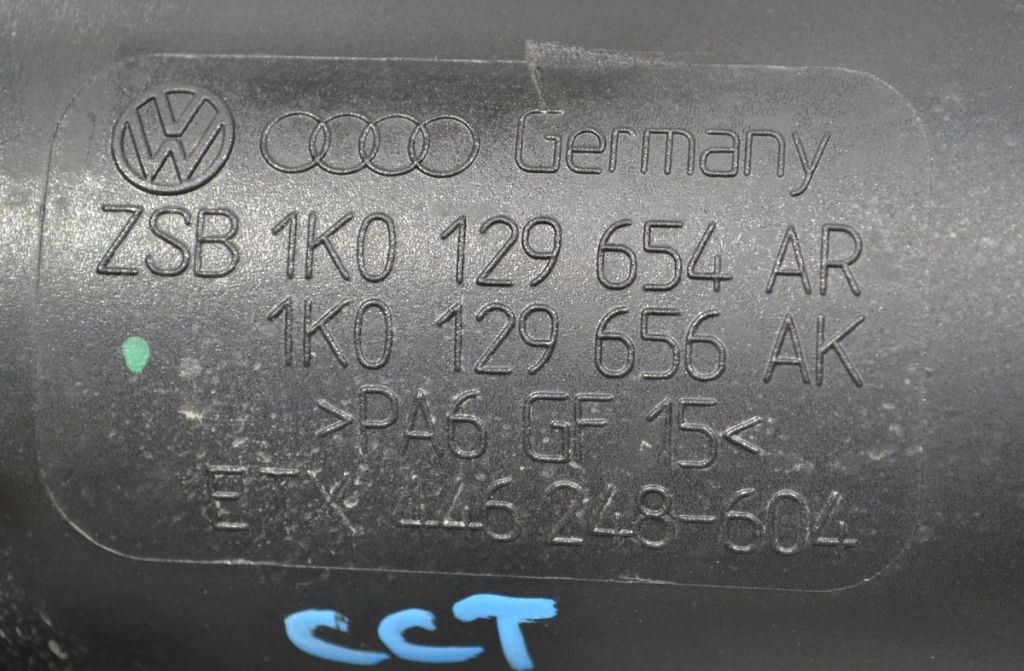 Germany
ZSB 1K0 129 654 AR
1K0 129 656 AK
>PA6 GF 15<
ETX 446 248-604
CCT